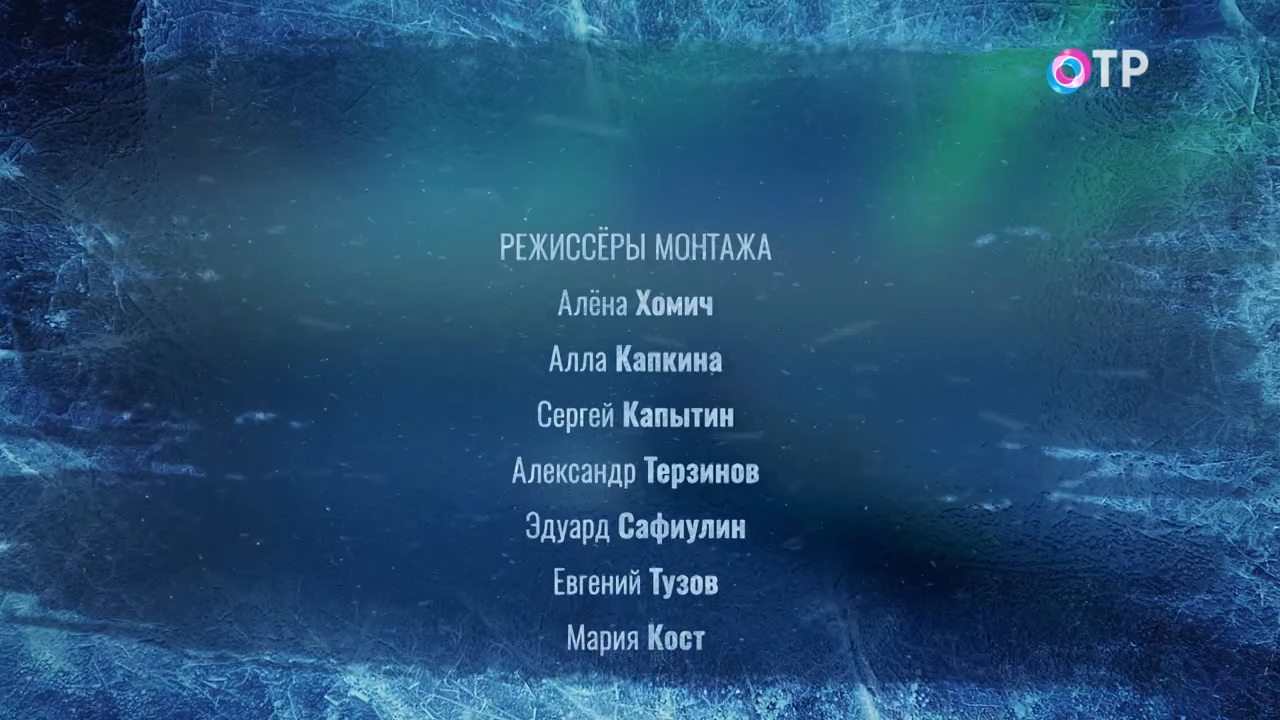 ОТР
РЕЖИССЁРЫ МОНТАЖА
Алёна Хомич
Алла Капкина
Сергей Капытин
Александр Терзинов
Эдуард Сафиулин
Евгений Тузов
Мария Кост